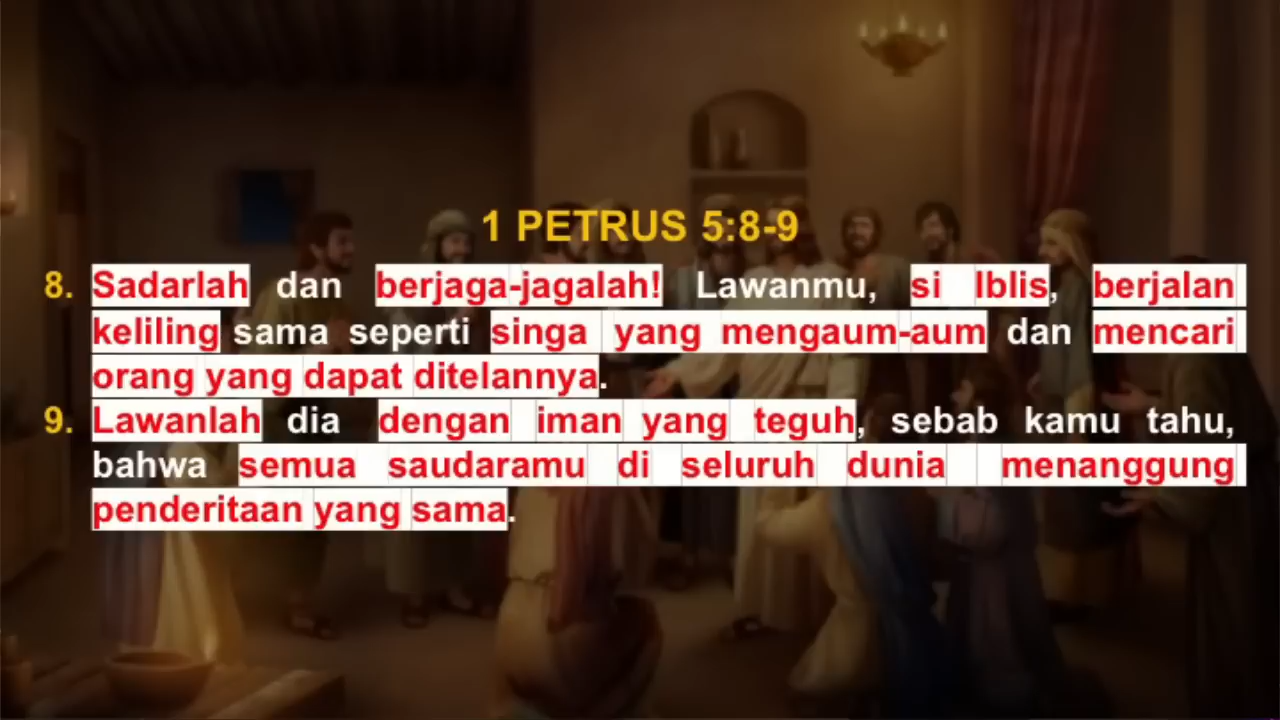 1 PETRUS 5:8-9
8. Sadarlah dan berjaga-jagalah! Lawanmu, si Iblis, berjalan
keliling sama seperti singa yang mengaum-aum dan mencari
orang yang dapat ditelannya.
9. Lawanlah dia dengan iman yang teguh, sebab kamu tahu,
bahwa semua saudaramu di seluruh dunia menanggung
penderitaan yang sama.